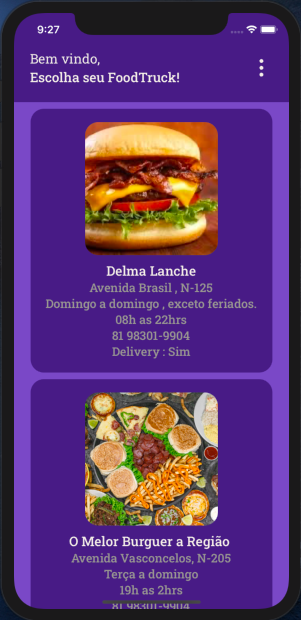 9:27
Bem vindo,
Escolha seu FoodTruck!
Delma Lanche
Avenida Brasil , N-125
Domingo a domingo , exceto feriados.
08h as 22hrs
81 98301-9904
Delivery : Sim
O Melor Burguer a Região
Avenida Vasconcelos, N-205
Terça a domingo
19h as 2hrs
81 98301-9904